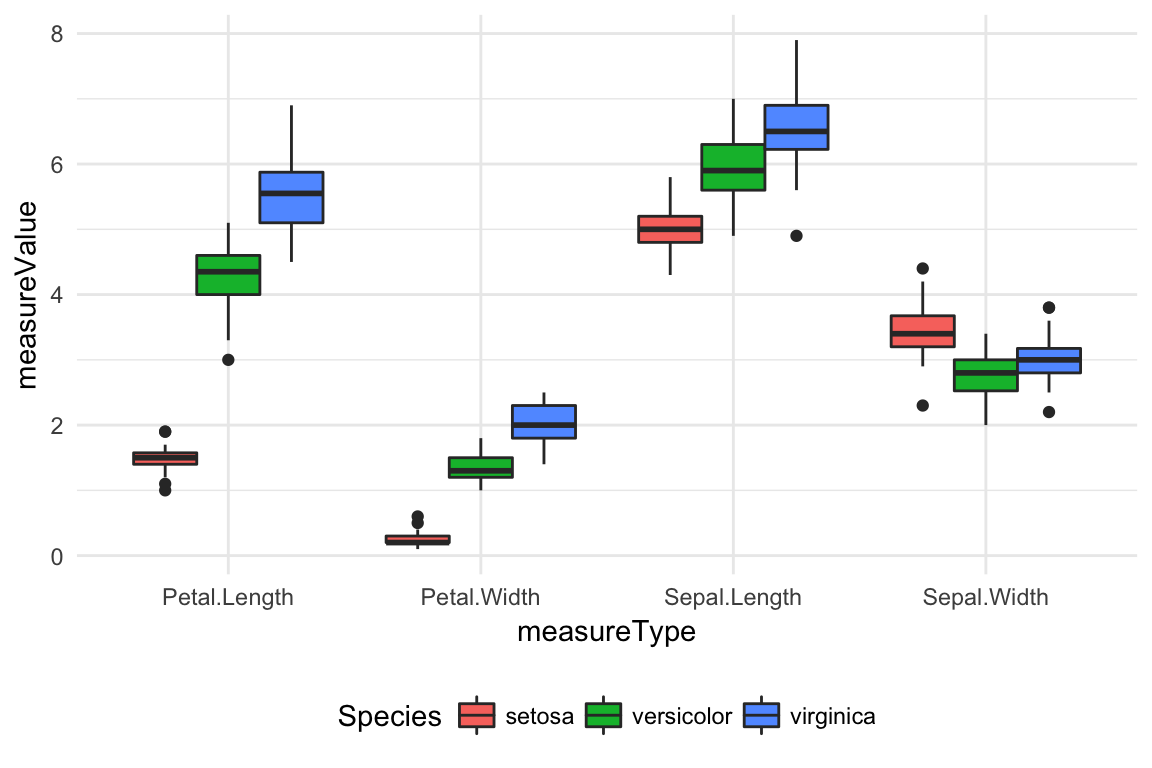 measureValue
8
6
4
2
0
Petal.Length Petal.Width Sepal.Length Sepal.Width
measureType
Species setosa versicolor virginica